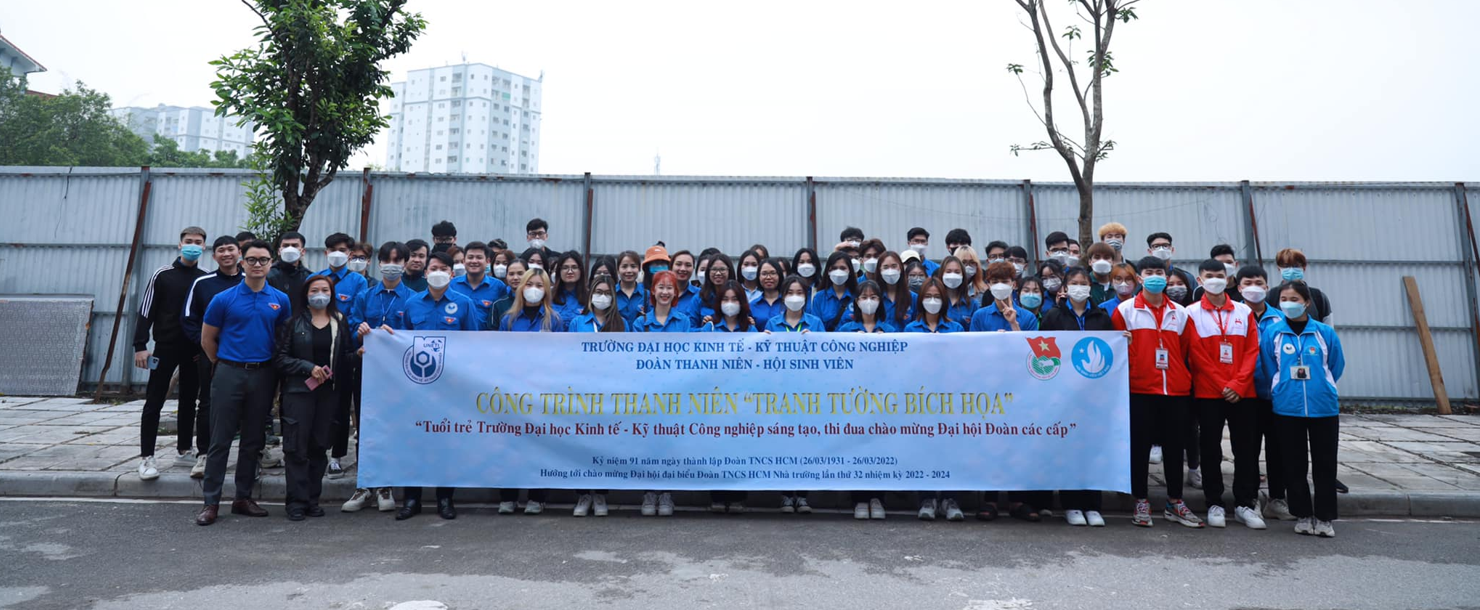 TRƯỜNG ĐẠI HỌC KINH TẾ - KỸ THUẬT CÔNG NGHIỆP
ĐOÀN THANH NIÊN - HỘI SINH VIÊN
CÔNG TRÌNH THANH NIÊN “TRANH TƯỜNG BÍCH HỌA”
“Tuổi trẻ Trường Đại học Kinh tế - Kỹ thuật Công nghiệp sáng tạo, thi đua chào mừng Đại hội Đoàn các cấp”
Kỷ niệm 91 năm ngày thành lập Đoàn TNCS HCM (26/03/1931 - 26/03/2022)
Hướng tới chào mừng Đại hội đại biểu Đoàn TNCS HCM Nhà trường lần thứ 32 nhiệm kỳ 2022 - 2024